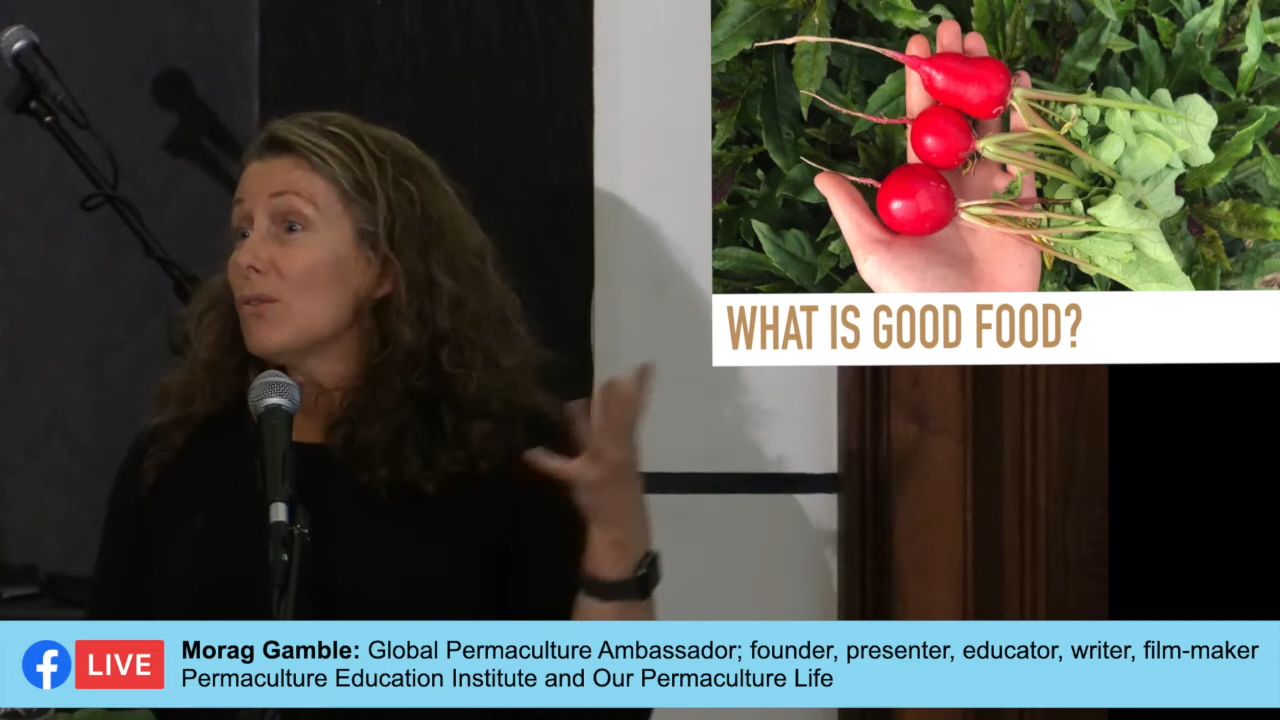 WHAT IS GOOD FOOD?
LIVE
Morag Gamble: Global Permaculture Ambassador; founder, presenter, educator, writer, film-maker
Permaculture Education Institute and Our Permaculture Life